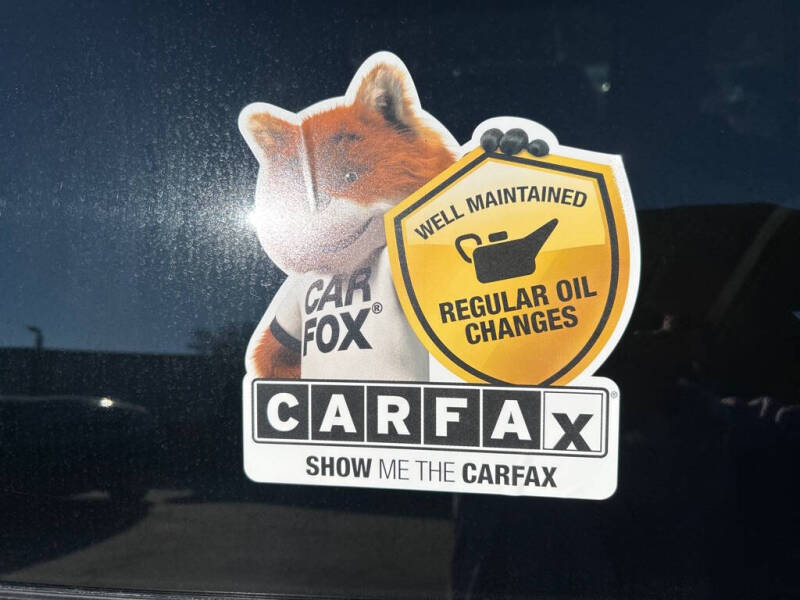 WELL MAINTAINED
REGULAR OIL
CHANGES
CAR
FOX®
CARFAX®
SHOW ME THE CARFAX